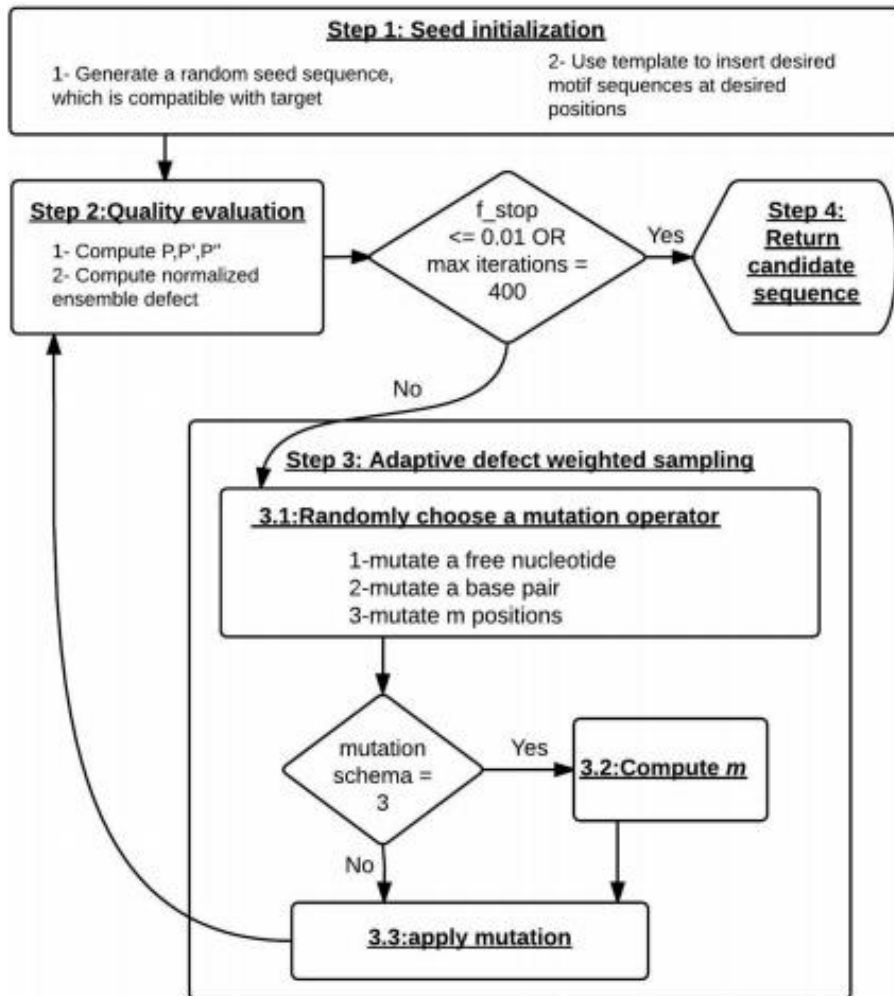 Step 1: Seed initialization
1- Generate a random seed sequence,
which is compatible with target
2- Use template to insert desired
motif sequences at desired
positions
Step 2:Quality evaluation
1- Compute P,P',P"
2- Compute normalized
ensemble defect
f_stop
<= 0.01 OR
max iterations =
400
Yes
Step 4:
Return
candidate
sequence
No
Step 3: Adaptive defect weighted sampling
3.1:Randomly choose a mutation operator
1-mutate a free nucleotide
2-mutate a base pair
3-mutate m positions
mutation
schema =
3
Yes
3.2:Compute m
No
3.3:apply mutation